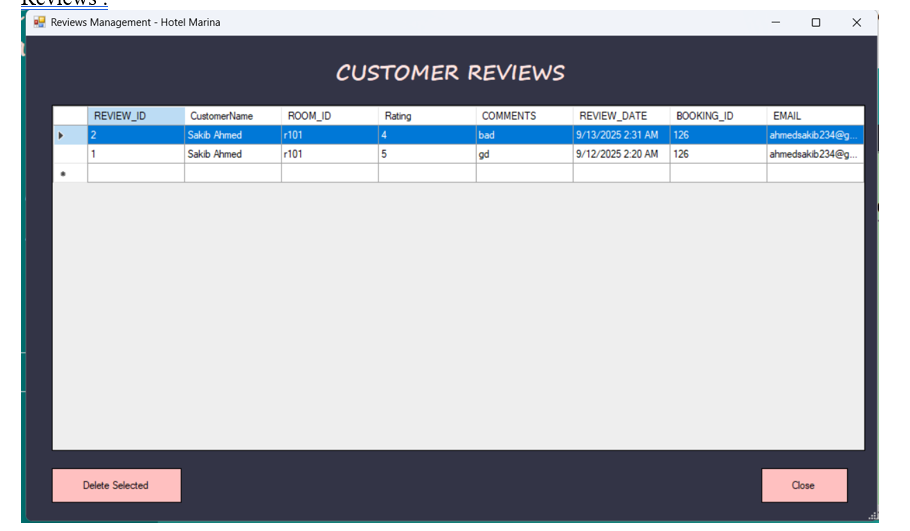 Reviews :
Reviews Management - Hotel Marina
CUSTOMER REVIEWS
REVIEW_ID CustomerName ROOM_ID Rating COMMENTS REVIEW_DATE BOOKING_ID EMAIL
2 Sakib Ahmed r101 4 bad 9/13/2025 2:31 AM 126 ahmedsakib234@g...
1 Sakib Ahmed r101 5 gd 9/12/2025 2:20 AM 126 ahmedsakib234@g...
Delete Selected Close